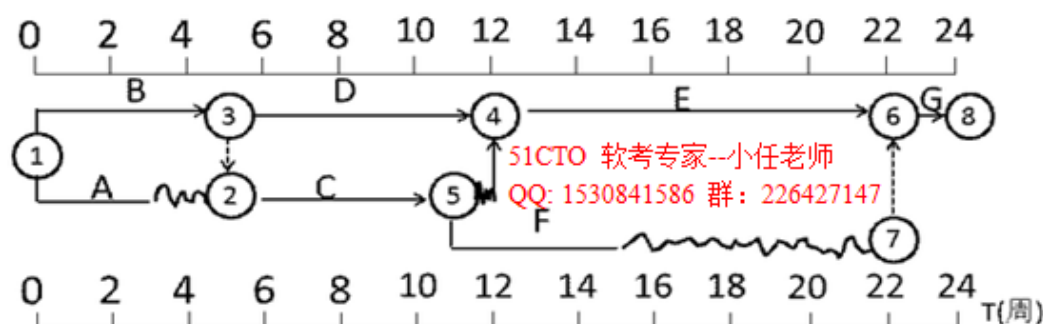 0 2 4 6 8 10 12 14 16 18 20 22 24
B D E G
3 4 6 8
1
51CTO 软考专家--小任老师
A 2 C 5 QQ: 1530841586 群：226427147
F 7
0 2 4 6 8 10 12 14 16 18 20 22 24 T(周)